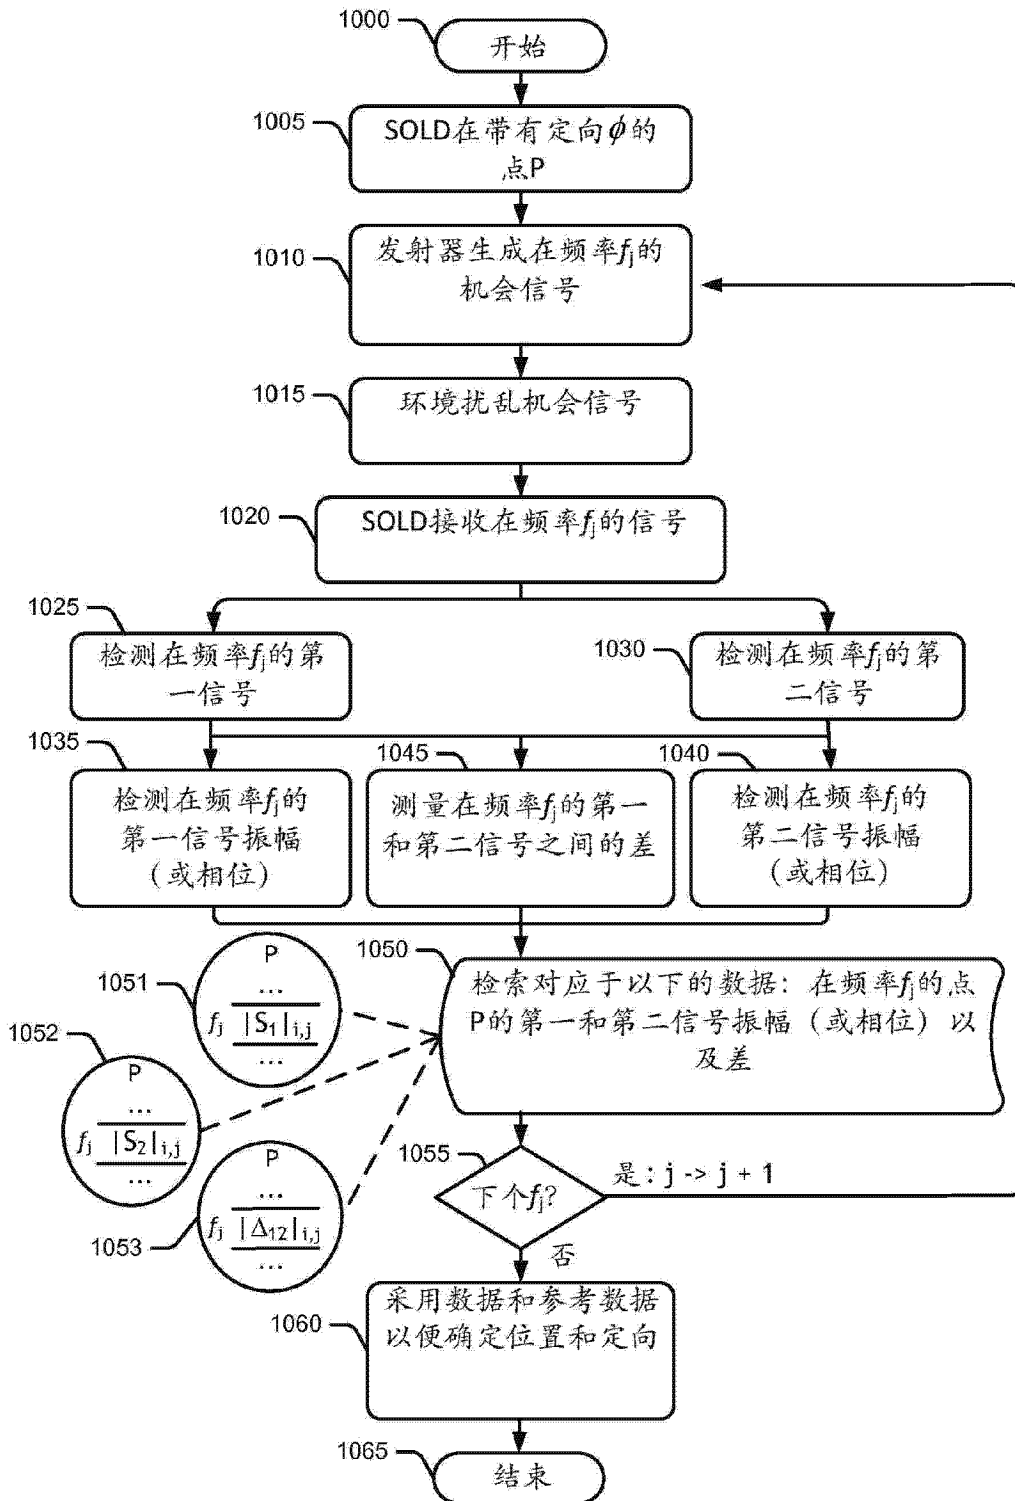 1000
开始
1005
SOLD在带有定向ϕ的
点P
1010
发射器生成在频率fj的
机会信号
1015
环境扰乱机会信号
1020
SOLD接收在频率fj的信号
1025
检测在频率fj的第
一信号
1030
检测在频率fj的第
二信号
1035
检测在频率fj的
第一信号振幅
（或相位）
1045
测量在频率fj的第一
和第二信号之间的差
1040
检测在频率fj的
第二信号振幅
（或相位）
1050
检索对应于以下的数据：在频率fj的点
P的第一和第二信号振幅（或相位）以
及差
1051
P
...
fj |S1|i,j
...
1052
P
...
fj |S2|i,j
...
1053
P
...
fj |Δ12|i,j
...
1055
下个fj?
是：j -> j + 1
否
1060
采用数据和参考数据
以便确定位置和定向
1065
结束